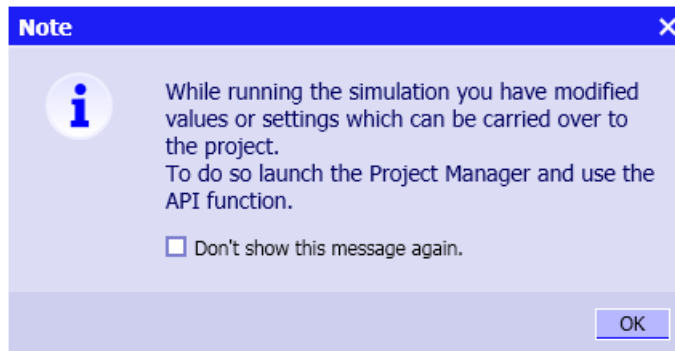 Note
While running the simulation you have modified
values or settings which can be carried over to
the project.
To do so launch the Project Manager and use the
API function.
Don't show this message again.
OK